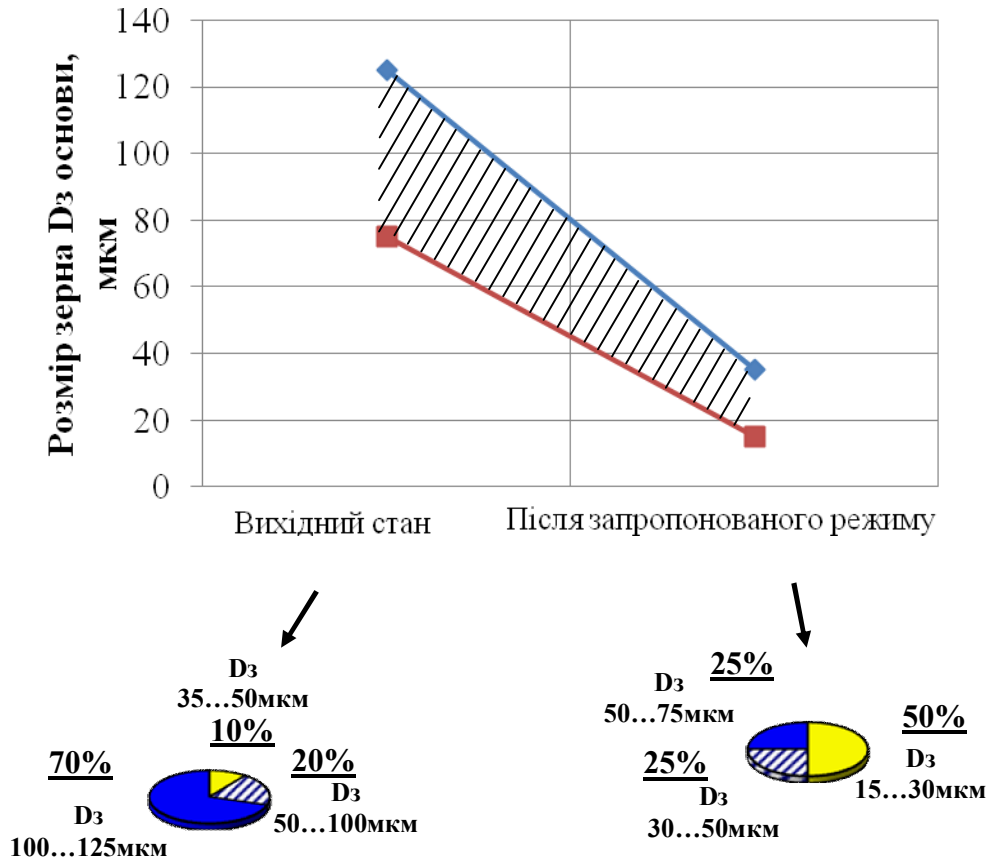 Розмір зерна Dз основи,
мкм
140
120
100
80
60
40
20
0
Вихідний стан
Після запропонованого режиму
Dз
35…50мкм
10%
70%
Dз
100…125мкм
20%
Dз
50…100мкм
25%
Dз
50…75мкм
50%
Dз
15…30мкм
25%
Dз
30…50мкм